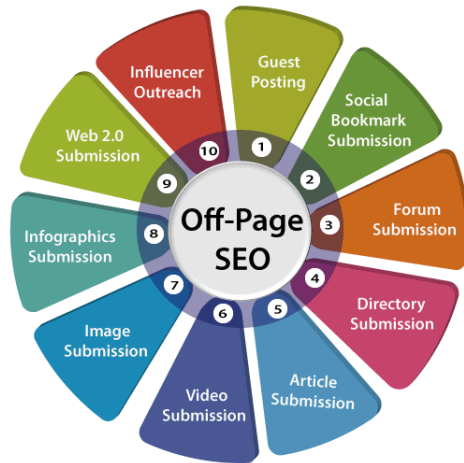 Off-Page
SEO
1
Guest
Posting
2
Social
Bookmark
Submission
3
Forum
Submission
4
Directory
Submission
5
Article
Submission
6
Video
Submission
7
Image
Submission
8
Infographics
Submission
9
Web 2.0
Submission
10
Influencer
Outreach